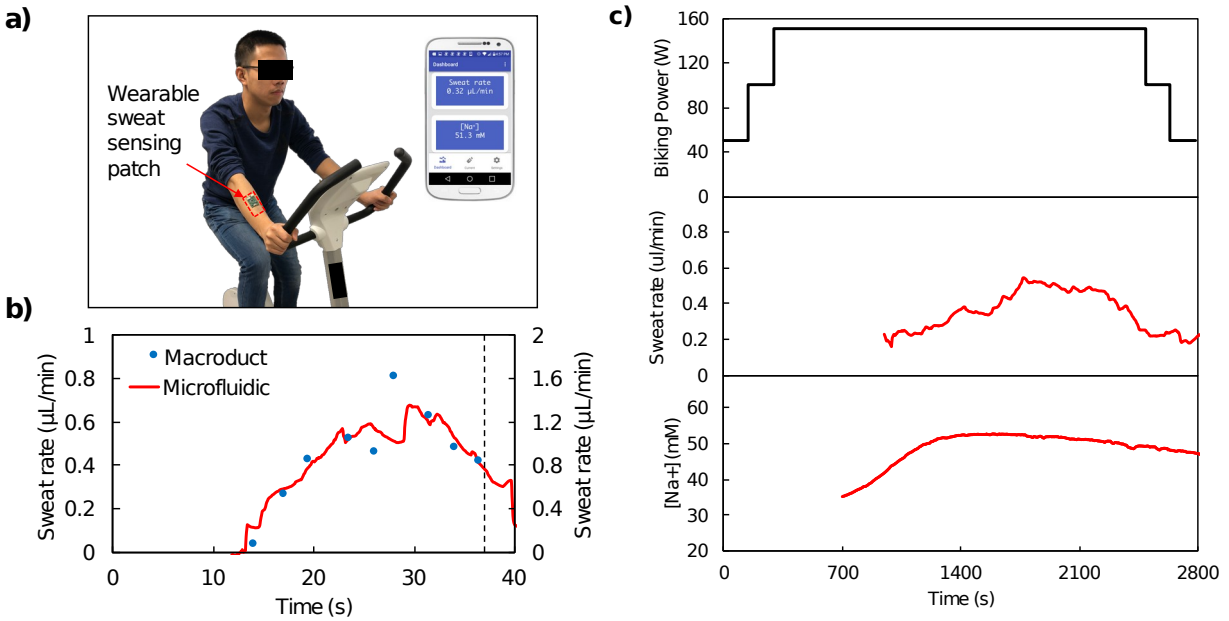 a)
Wearable
sweat
sensing
patch
Dashboard
Sweat rate
0.32 μL/min
[Na+]
51.3 mM
Dashboard
b)
Sweat rate (μL/min)
1
0.8
0.6
0.4
0.2
0
Macroduct
Microfluidic
2
1.6
1.2
0.8
0.4
0
Sweat rate (μL/min)
0 10 20 30 40
Time (s)
c)
Biking Power (W)
160
120
80
40
0
Sweat rate (ul/min)
0.8
0.6
0.4
0.2
0
[Na+] (mM)
60
50
40
30
20
0 700 1400 2100 2800
Time (s)